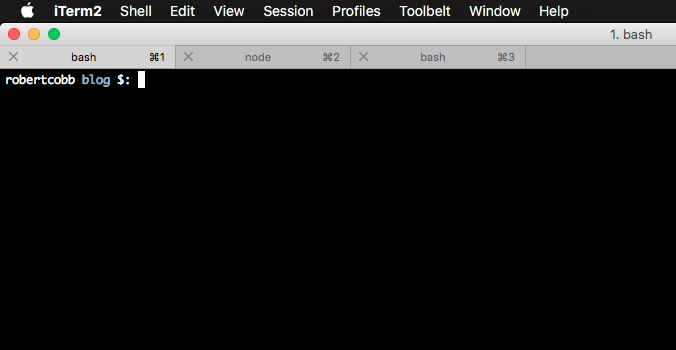 iTerm2 Shell Edit View Session Profiles Toolbelt Window Help
1. bash
bash ⌘1 node ⌘2 bash ⌘3
robertcobb blog $: